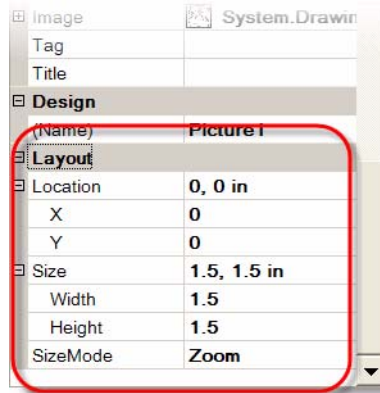 Image System.Drawin
Tag
Title
Design
(Name) Picture1
Layout
Location 0, 0 in
X 0
Y 0
Size 1.5, 1.5 in
Width 1.5
Height 1.5
SizeMode Zoom